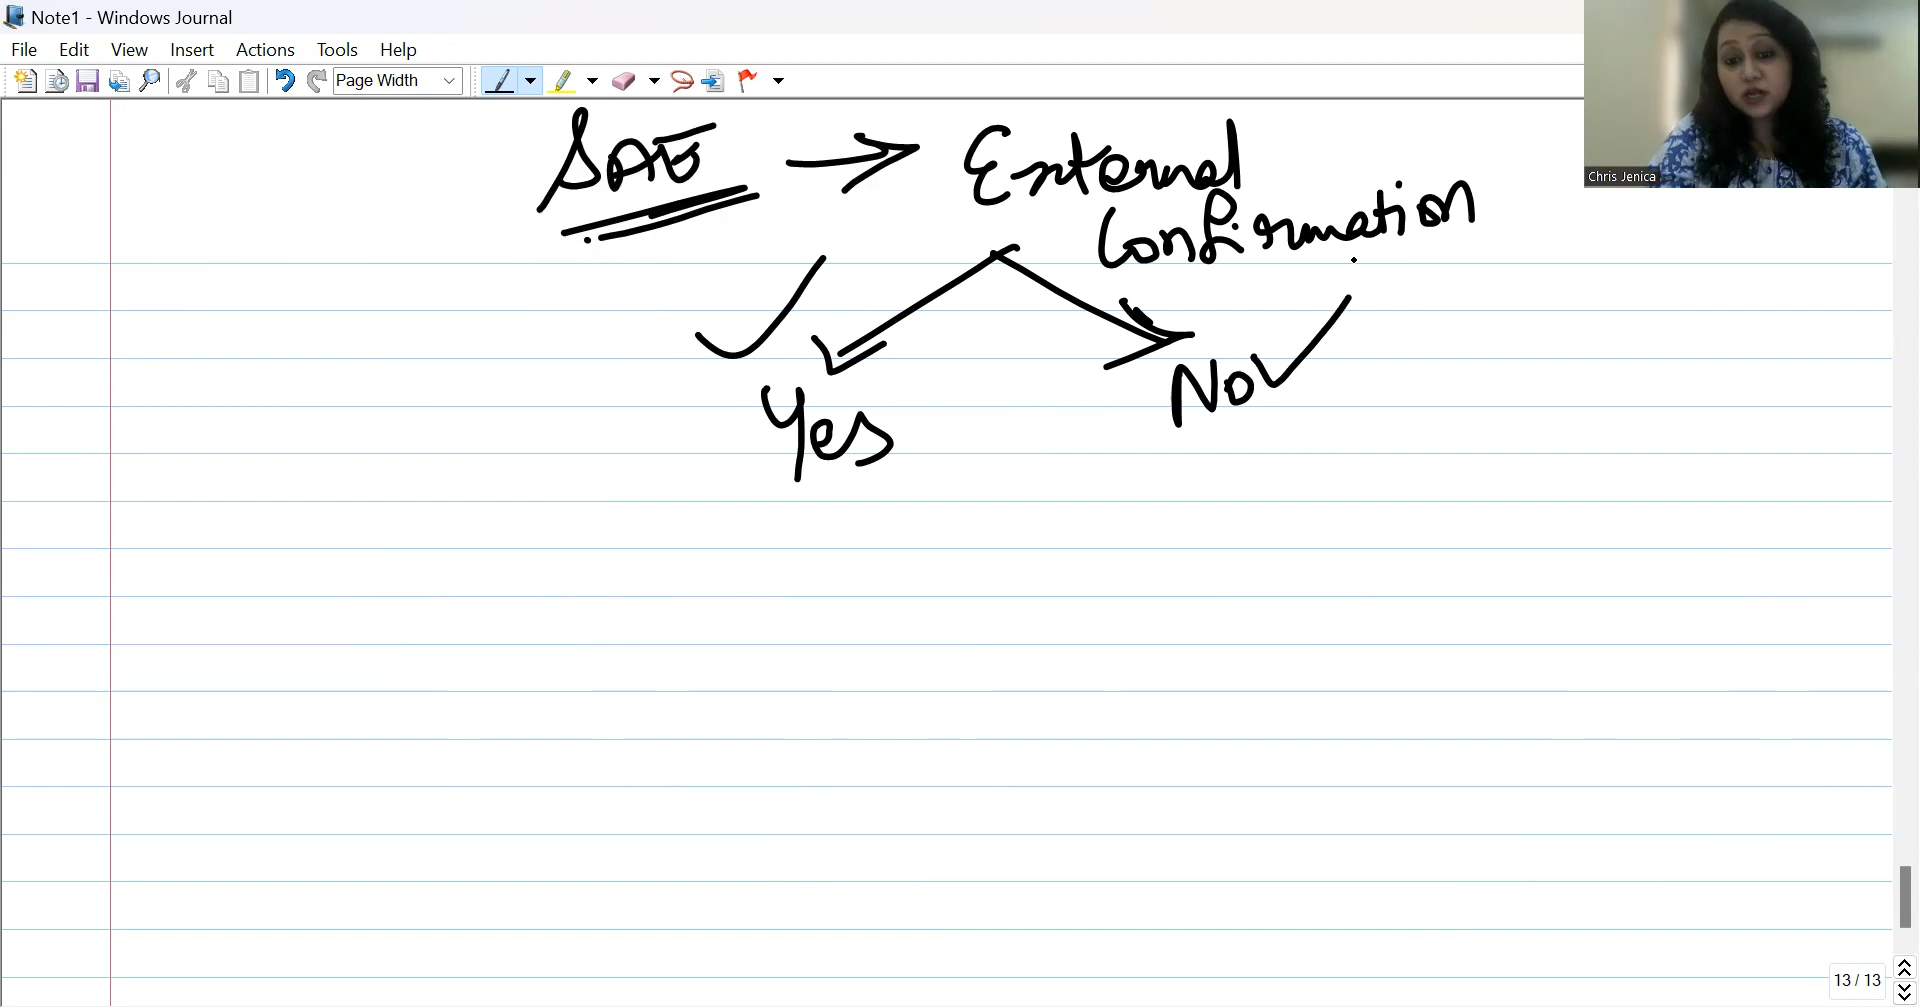 Note1 - Windows Journal
File Edit View Insert Actions Tools Help
Page Width
SAE → External
Confirmation
Yes
No
Chris Jenica
13 / 13